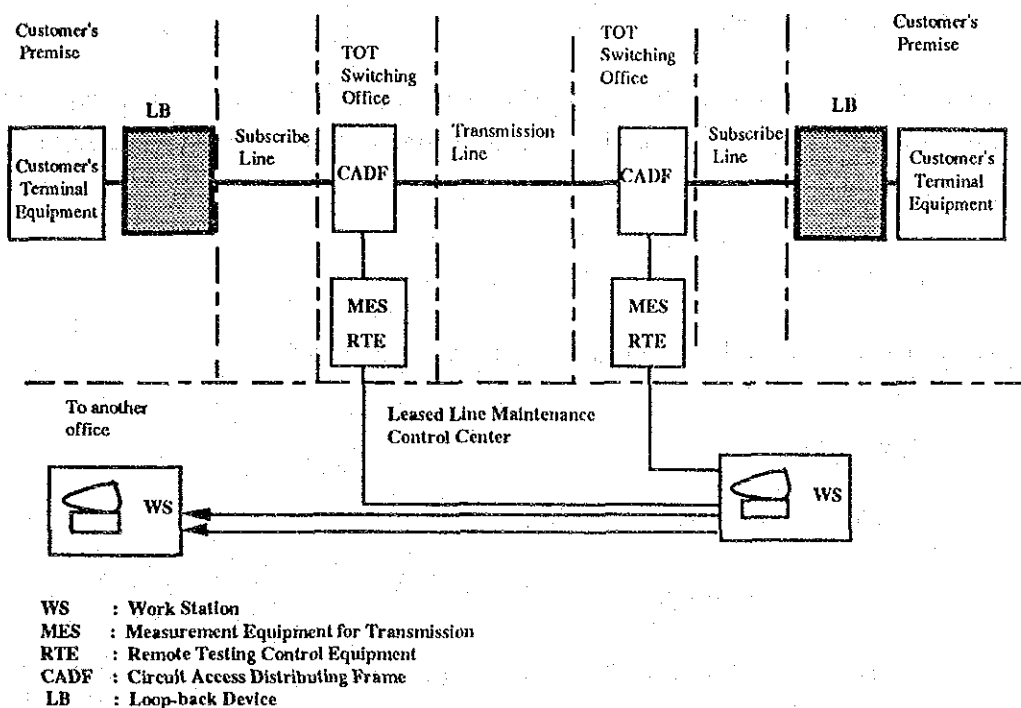 Customer's
Premise
TOT
Switching
Office
TOT
Switching
Office
Customer's
Premise
LB
Subscribe
Line
Transmission
Line
Subscribe
Line
LB
Customer's
Terminal
Equipment
CADF
CADF
Customer's
Terminal
Equipment
MES
RTE
MES
RTE
To another
office
Leased Line Maintenance
Control Center
WS
WS
WS : Work Station
MES : Measurement Equipment for Transmission
RTE : Remote Testing Control Equipment
CADF : Circuit Access Distributing Frame
LB : Loop-back Device